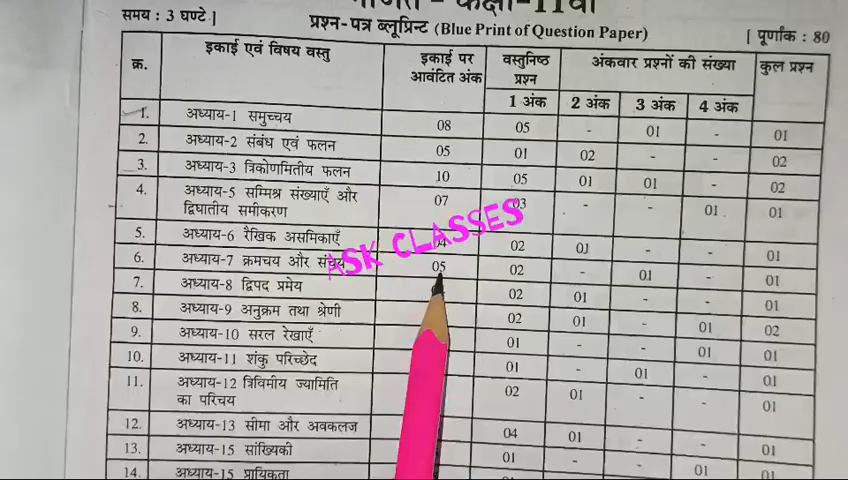 गणित - कक्षा-11वीं
समय : 3 घण्टे ] प्रश्न-पत्र ब्लूप्रिन्ट (Blue Print of Question Paper) [ पूर्णांक : 80
क्र. इकाई एवं विषय वस्तु इकाई पर आवंटित अंक वस्तुनिष्ठ प्रश्न अंकवार प्रश्नों की संख्या कुल प्रश्न
1 अंक 2 अंक 3 अंक 4 अंक
1. अध्याय-1 समुच्चय 08 05 - 01 - 01
2. अध्याय-2 संबंध एवं फलन 05 01 02 - - 02
3. अध्याय-3 त्रिकोणमितीय फलन 10 05 01 01 - 02
4. अध्याय-5 सम्मिश्र संख्याएँ और द्विघातीय समीकरण 07 03 - - 01 01
5. अध्याय-6 रैखिक असमिकाएँ 04 02 01 - - 01
6. अध्याय-7 क्रमचय और संचय 05 02 - 01 - 01
7. अध्याय-8 द्विपद प्रमेय 02 01 - - 01
8. अध्याय-9 अनुक्रम तथा श्रेणी 02 01 - 01 02
9. अध्याय-10 सरल रेखाएँ 01 - - 01 01
10. अध्याय-11 शंकु परिच्छेद 01 - 01 - 01
11. अध्याय-12 त्रिविमीय ज्यामिति का परिचय 02 01 - - 01
12. अध्याय-13 सीमा और अवकलज 04 01 - -
13. अध्याय-15 सांख्यिकी 01 - - 01
14. अध्याय-15 प्रायिकता 01 01
ASK CLASSES